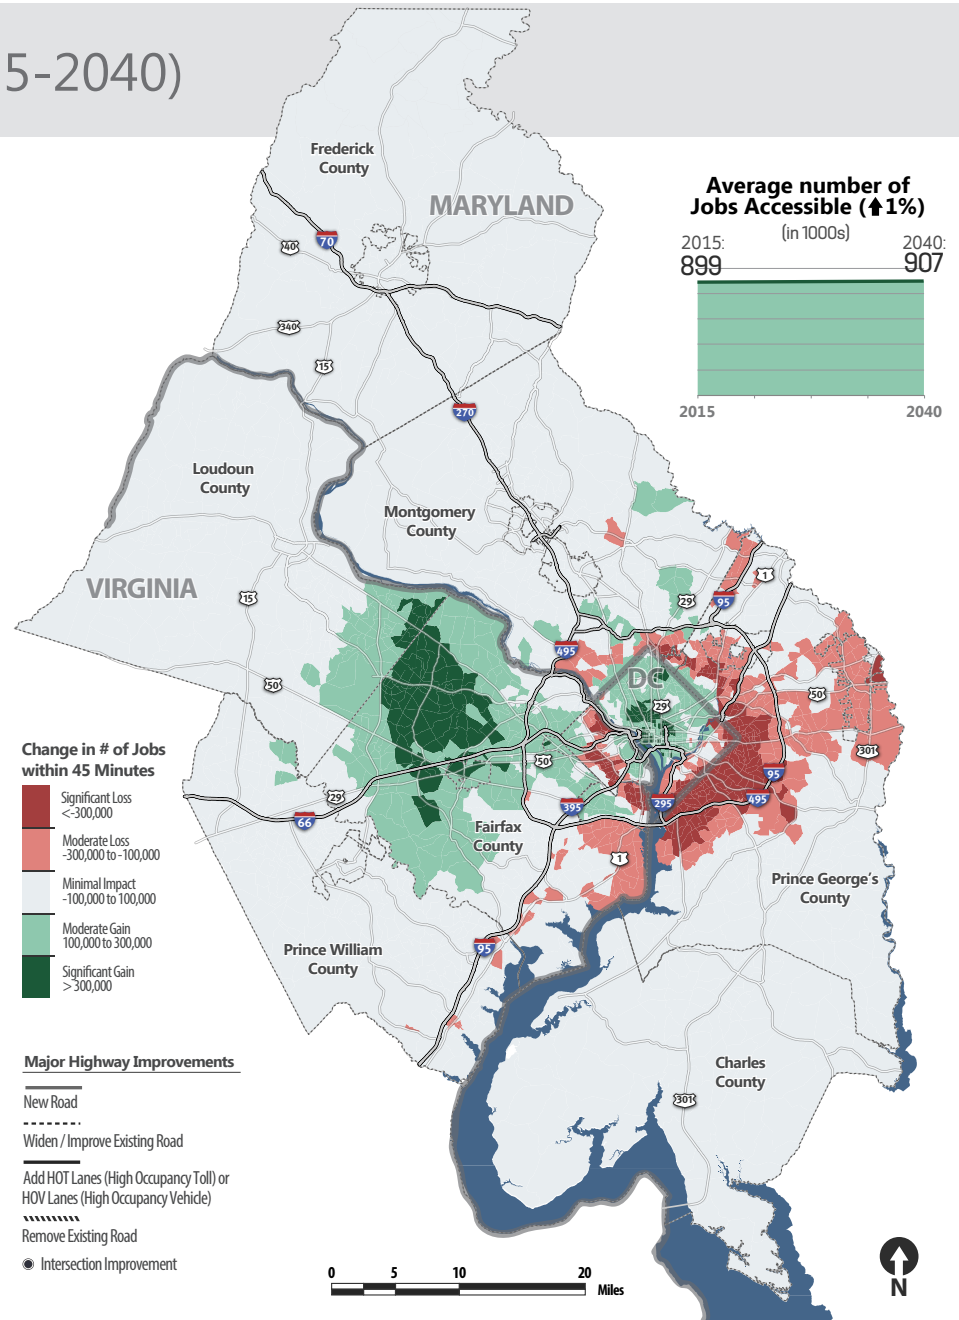 5-2040)
Frederick
County
MARYLAND
Average number of
Jobs Accessible (⬆1%)
(in 1000s)
2015:
899
2040:
907
2015
2040
40
70
340
15
270
Loudoun
County
Montgomery
County
VIRGINIA
15
29
95
1
495
50
DC
29
50
301
50
29
66
395
295
495
95
Fairfax
County
1
Prince George's
County
Prince William
County
95
Charles
County
301
Change in # of Jobs
within 45 Minutes
Significant Loss
<-300,000
Moderate Loss
-300,000 to -100,000
Minimal Impact
-100,000 to 100,000
Moderate Gain
100,000 to 300,000
Significant Gain
> 300,000
Major Highway Improvements
New Road
Widen / Improve Existing Road
Add HOT Lanes (High Occupancy Toll) or
HOV Lanes (High Occupancy Vehicle)
Remove Existing Road
Intersection Improvement
0 5 10 20
Miles
N